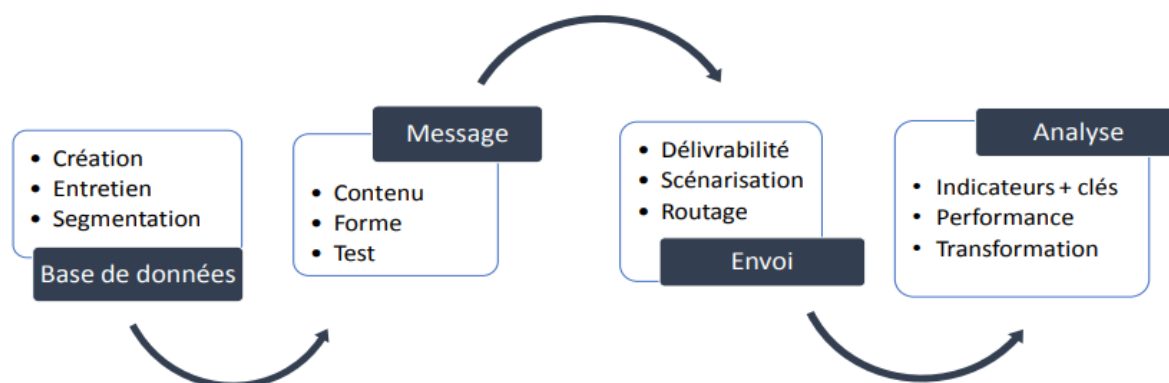 • Création
• Entretien
• Segmentation
Base de données
Message
• Contenu
• Forme
• Test
• Délivrabilité
• Scénarisation
• Routage
Envoi
Analyse
• Indicateurs + clés
• Performance
• Transformation